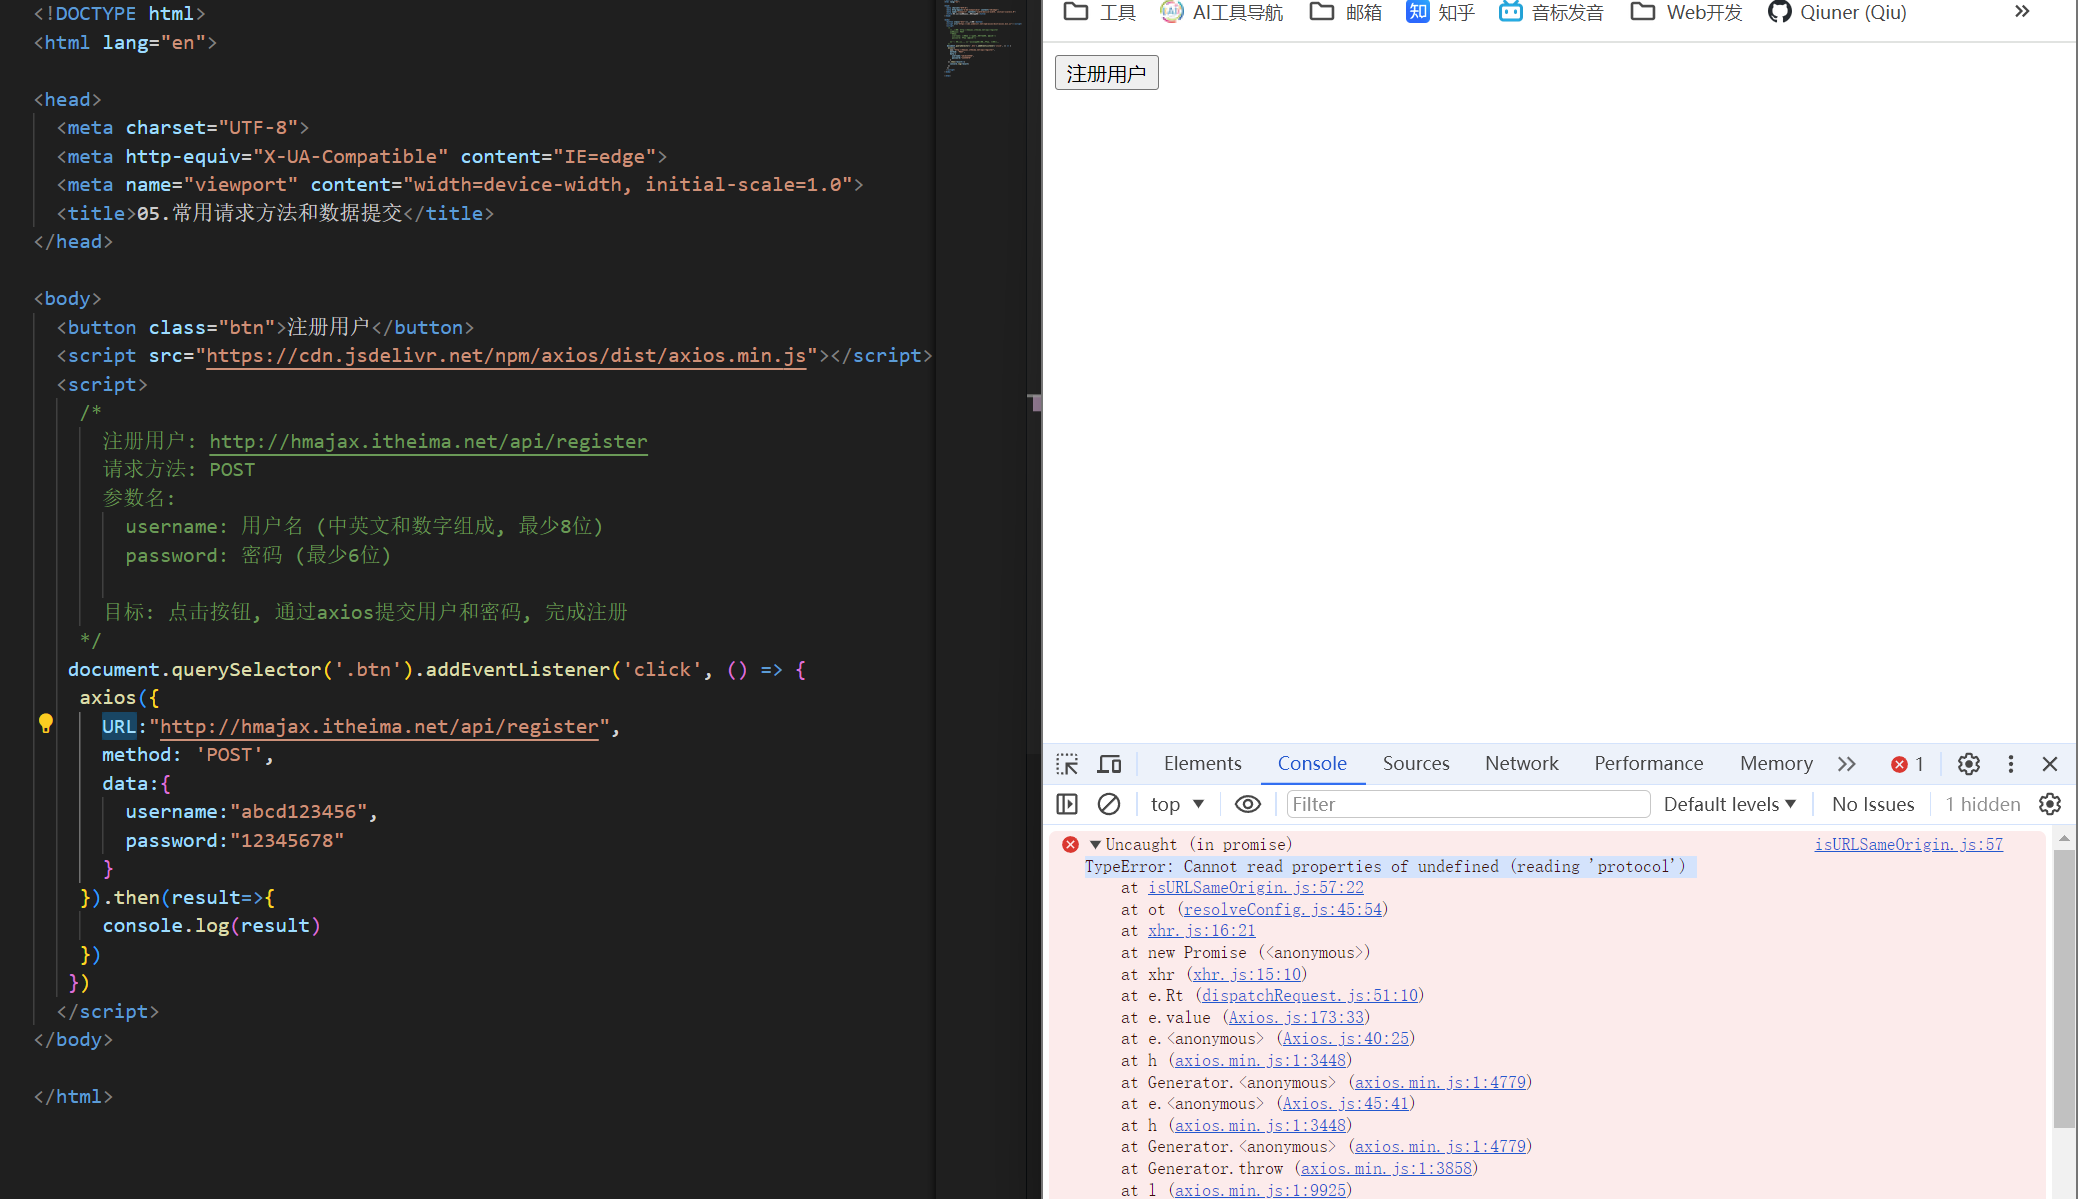 <!DOCTYPE html>
<html lang="en">
<head>
<meta charset="UTF-8">
<meta http-equiv="X-UA-Compatible" content="IE=edge">
<meta name="viewport" content="width=device-width, initial-scale=1.0">
<title>05.常用请求方法和数据提交</title>
</head>
<body>
<button class="btn">注册用户</button>
<script src="https://cdn.jsdelivr.net/npm/axios/dist/axios.min.js"></script>
<script>
/*
注册用户: http://hmajax.itheima.net/api/register
请求方法: POST
参数名:
username: 用户名 (中英文和数字组成, 最少8位)
password: 密码 (最少6位)
目标: 点击按钮, 通过axios提交用户和密码, 完成注册
*/
document.querySelector('.btn').addEventListener('click', () => {
axios({
URL:"http://hmajax.itheima.net/api/register",
method: 'POST',
data:{
username:"abcd123456",
password:"12345678"
}
}).then(result=>{
console.log(result)
})
})
</script>
</body>
</html>
工具 AI工具导航 邮箱 知 知乎 音标发音 Web开发 Qiuner (Qiu) »
注册用户
Elements Console Sources Network Performance Memory » 1
top Filter Default levels No Issues 1 hidden
Uncaught (in promise) isURLSameOrigin.js:57
TypeError: Cannot read properties of undefined (reading 'protocol')
at isURLSameOrigin.js:57:22
at ot (resolveConfig.js:45:54)
at xhr.js:16:21
at new Promise (<anonymous>)
at xhr (xhr.js:15:10)
at e.Rt (dispatchRequest.js:51:10)
at e.value (Axios.js:173:33)
at e.<anonymous> (Axios.js:40:25)
at h (axios.min.js:1:3448)
at Generator.<anonymous> (axios.min.js:1:4779)
at e.<anonymous> (Axios.js:45:41)
at h (axios.min.js:1:3448)
at Generator.<anonymous> (axios.min.js:1:4779)
at Generator.throw (axios.min.js:1:3858)
at l (axios.min.js:1:9925)